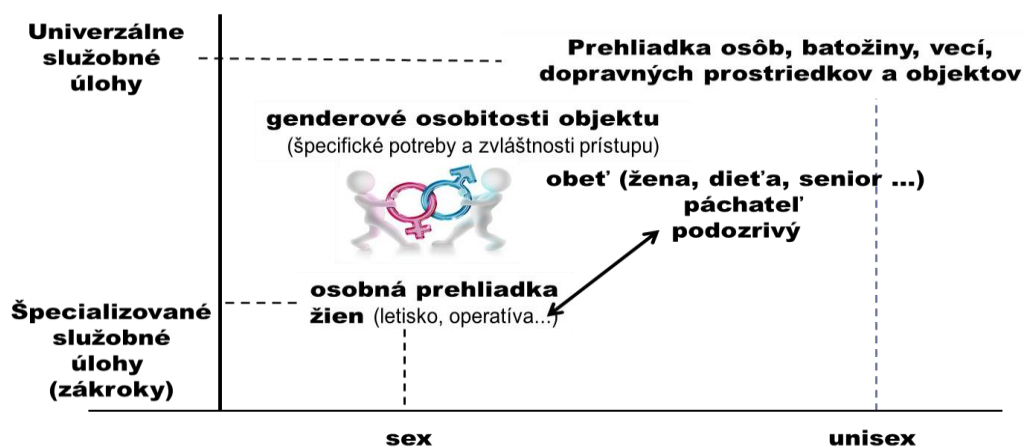 Univerzálne
služobné
úlohy
Prehliadka osôb, batožiny, vecí,
dopravných prostriedkov a objektov
genderové osobitosti objektu
(špecifické potreby a zvláštnosti prístupu)
obeť (žena, dieťa, senior ...)
páchateľ
podozrivý
osobná prehliadka
žien (letisko, operatíva...)
Špecializované
služobné
úlohy
(zákroky)
sex
unisex